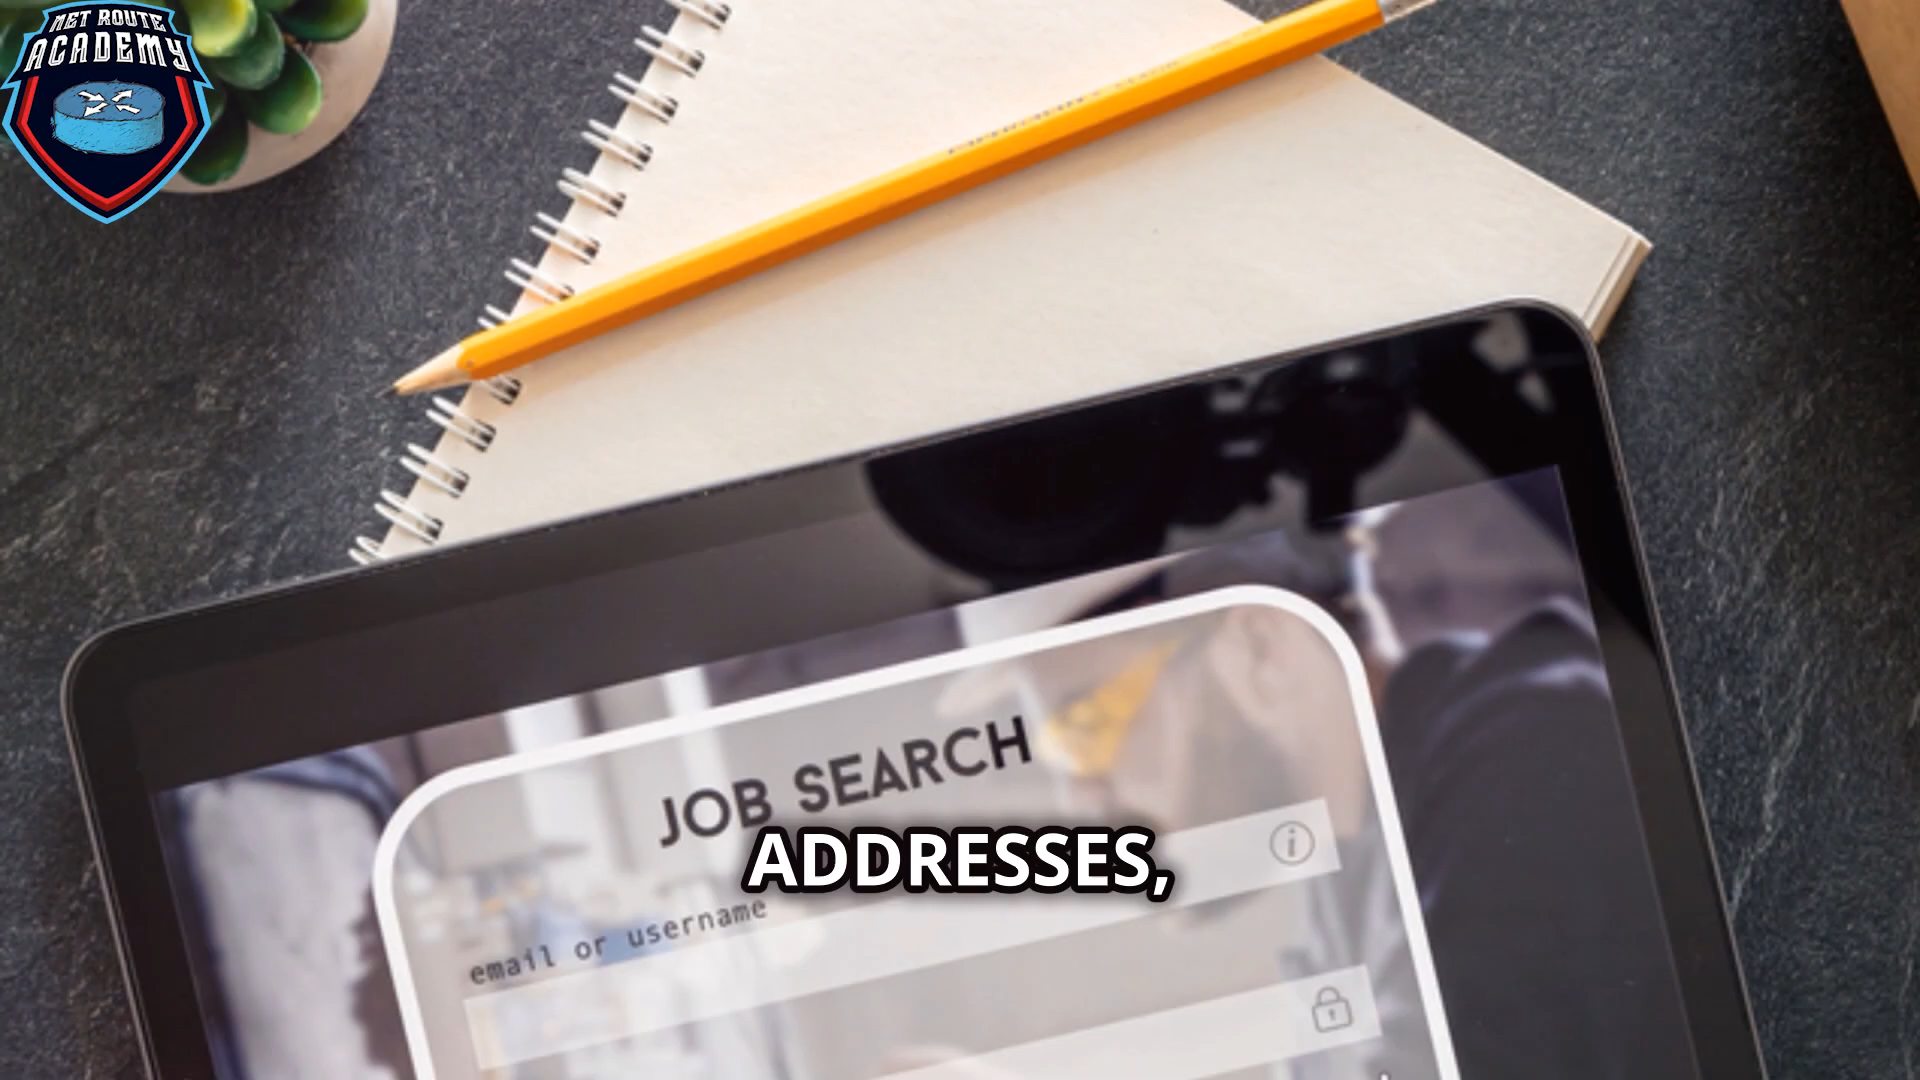 NET ROUTE
ACADEMY
JOB SEARCH
ADDRESSES,
email or username